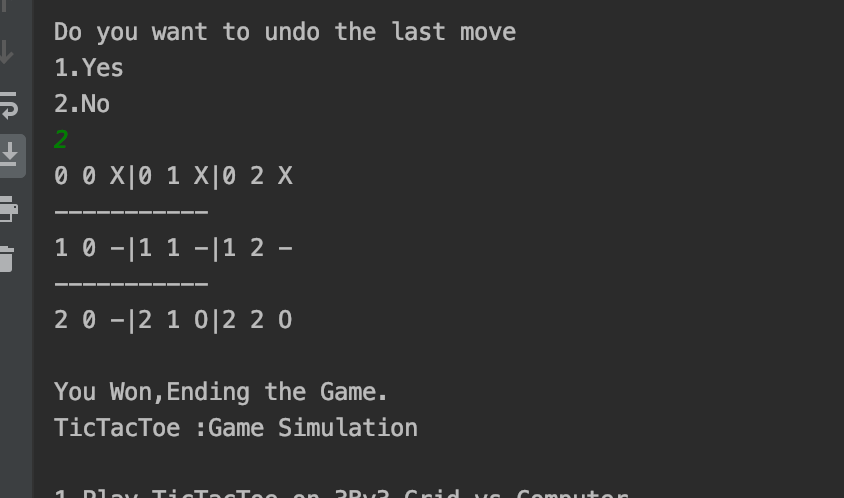 Do you want to undo the last move
1.Yes
2.No
2
0 0 X|0 1 X|0 2 X
-----------
1 0 -|1 1 -|1 2 -
-----------
2 0 -|2 1 O|2 2 O
You Won,Ending the Game.
TicTacToe :Game Simulation
1.Play TicTacToe on 3By3 Grid vs Computer